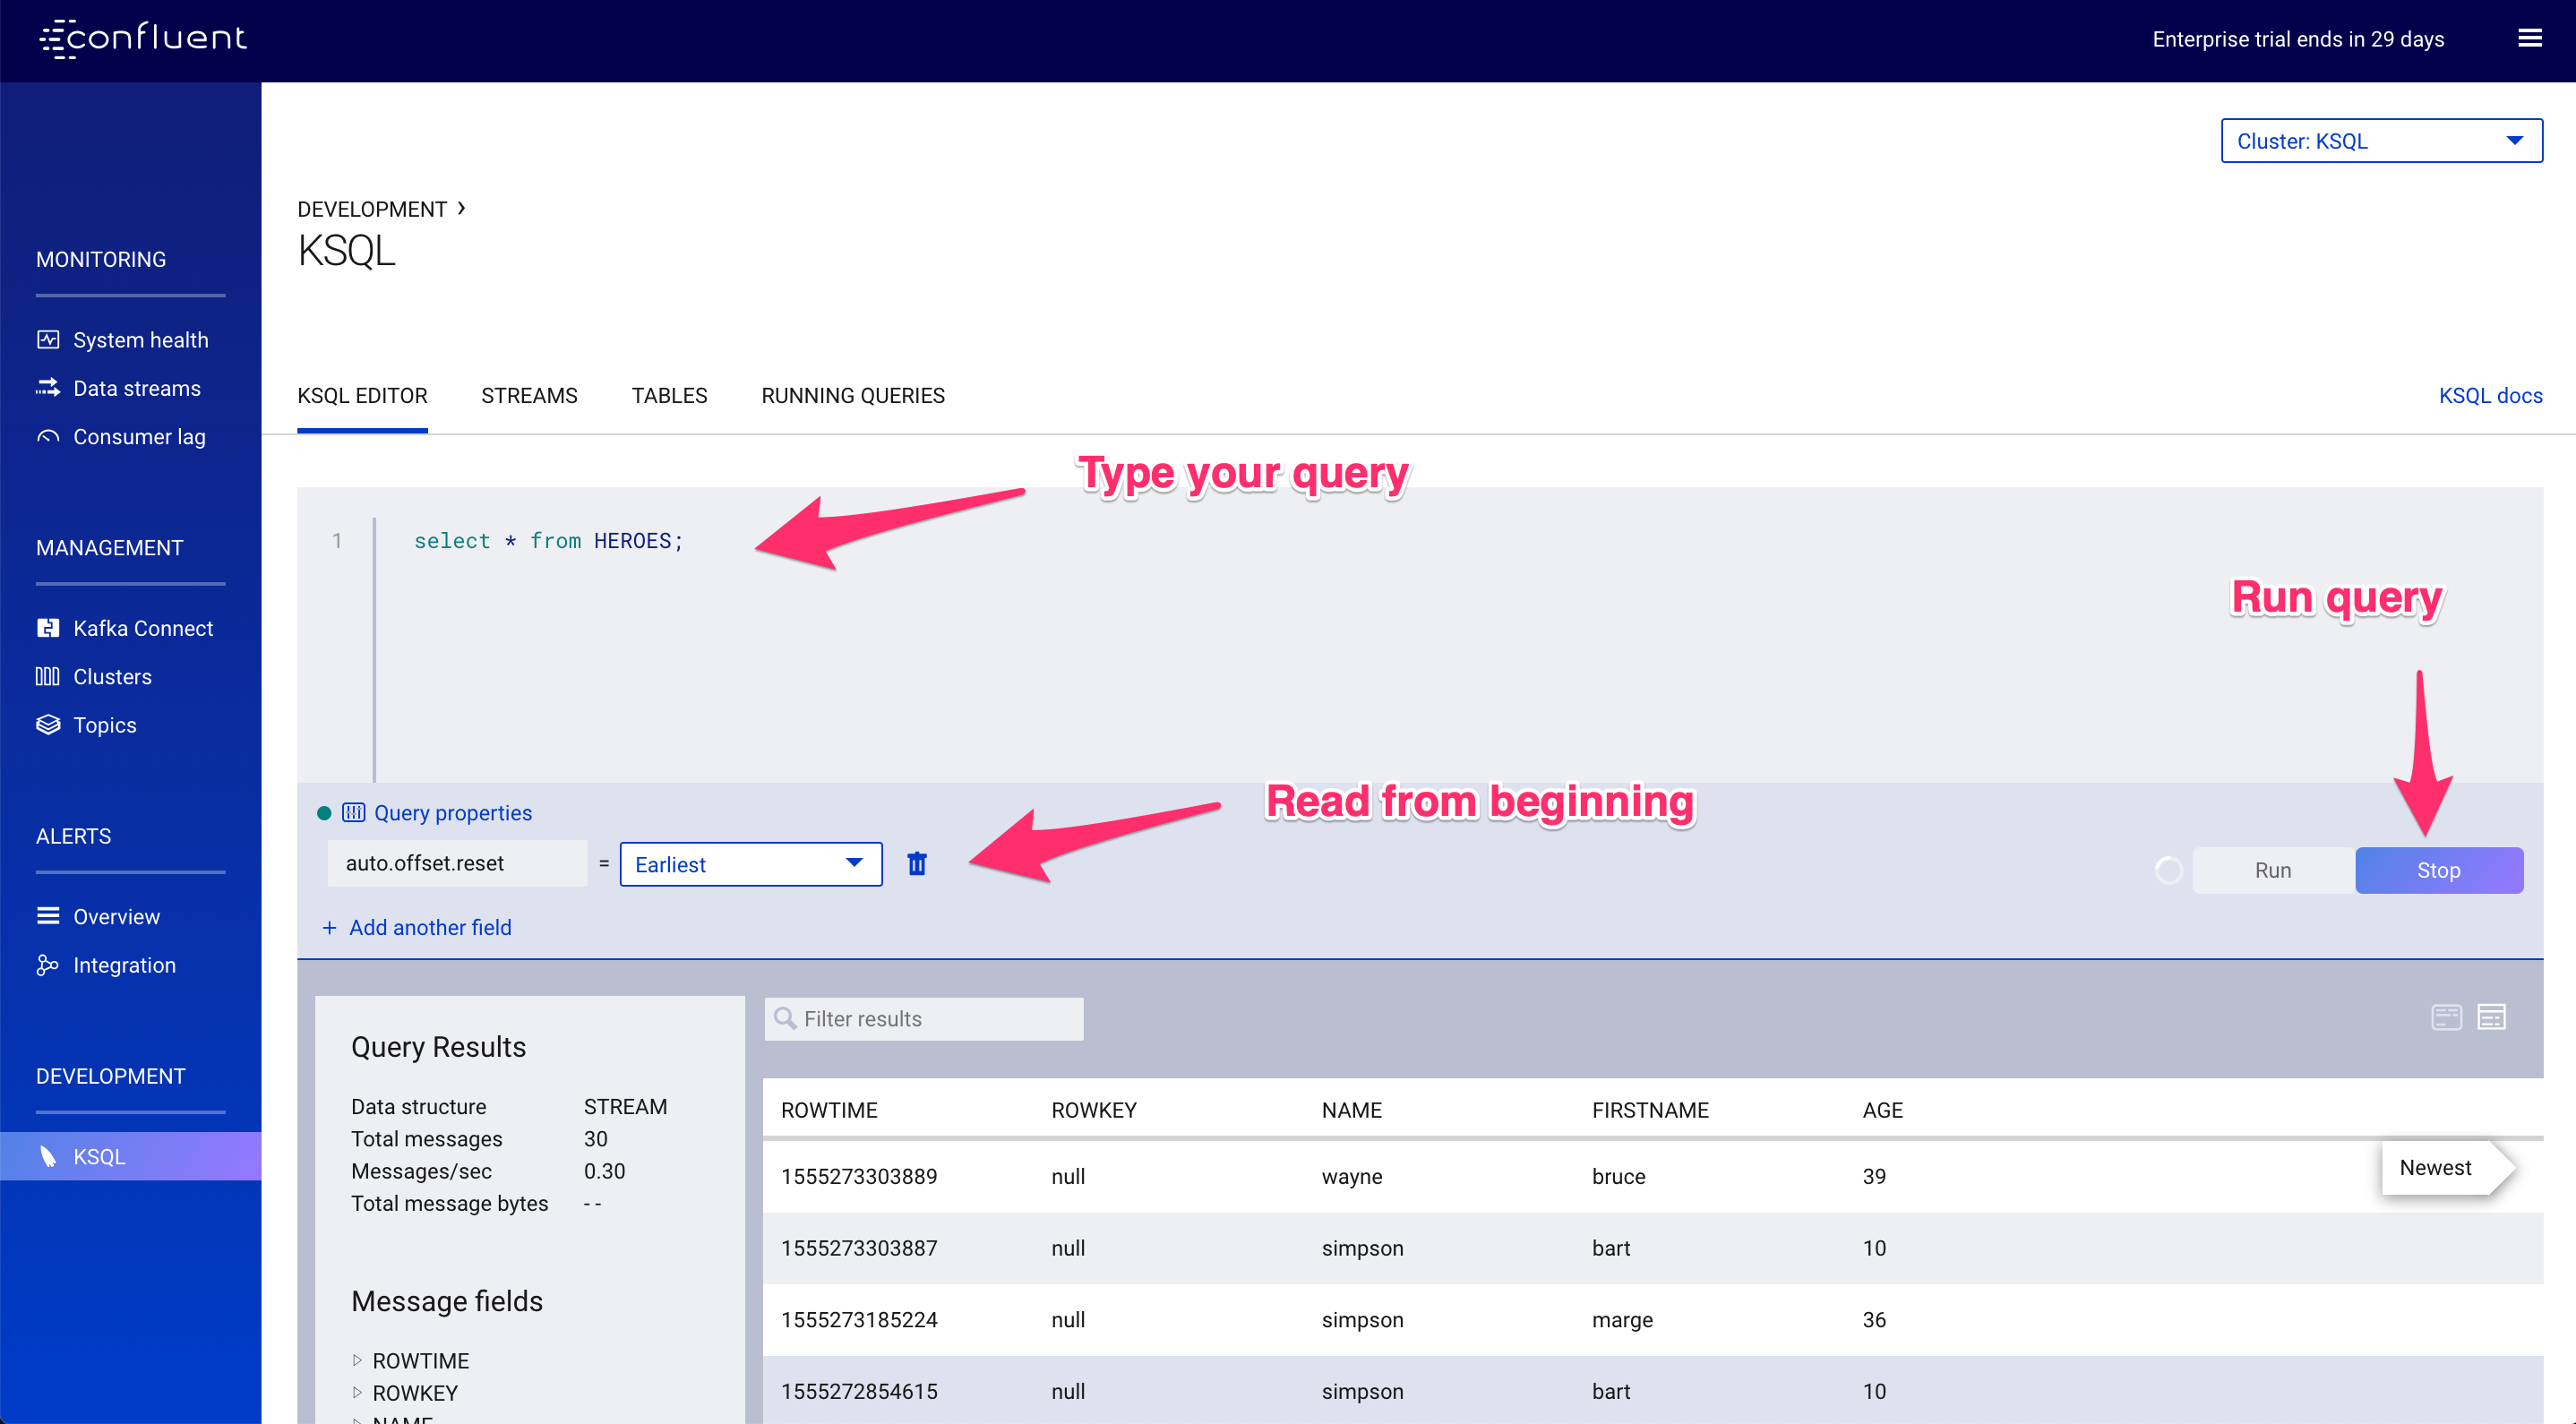 confluent
Enterprise trial ends in 29 days
Cluster: KSQL
DEVELOPMENT ›
KSQL
MONITORING
System health
Data streams
Consumer lag
MANAGEMENT
Kafka Connect
Clusters
Topics
ALERTS
Overview
Integration
DEVELOPMENT
KSQL
KSQL EDITOR STREAMS TABLES RUNNING QUERIES KSQL docs
Type your query
1 select * from HEROES;
Run query
Read from beginning
Query properties
auto.offset.reset = Earliest
Run Stop
+ Add another field
Query Results
Data structure STREAM
Total messages 30
Messages/sec 0.30
Total message bytes --
Message fields
ROWTIME
ROWKEY
NAME
Filter results
ROWTIME ROWKEY NAME FIRSTNAME AGE
Newest
1555273303889 null wayne bruce 39
1555273303887 null simpson bart 10
1555273185224 null simpson marge 36
1555272854615 null simpson bart 10